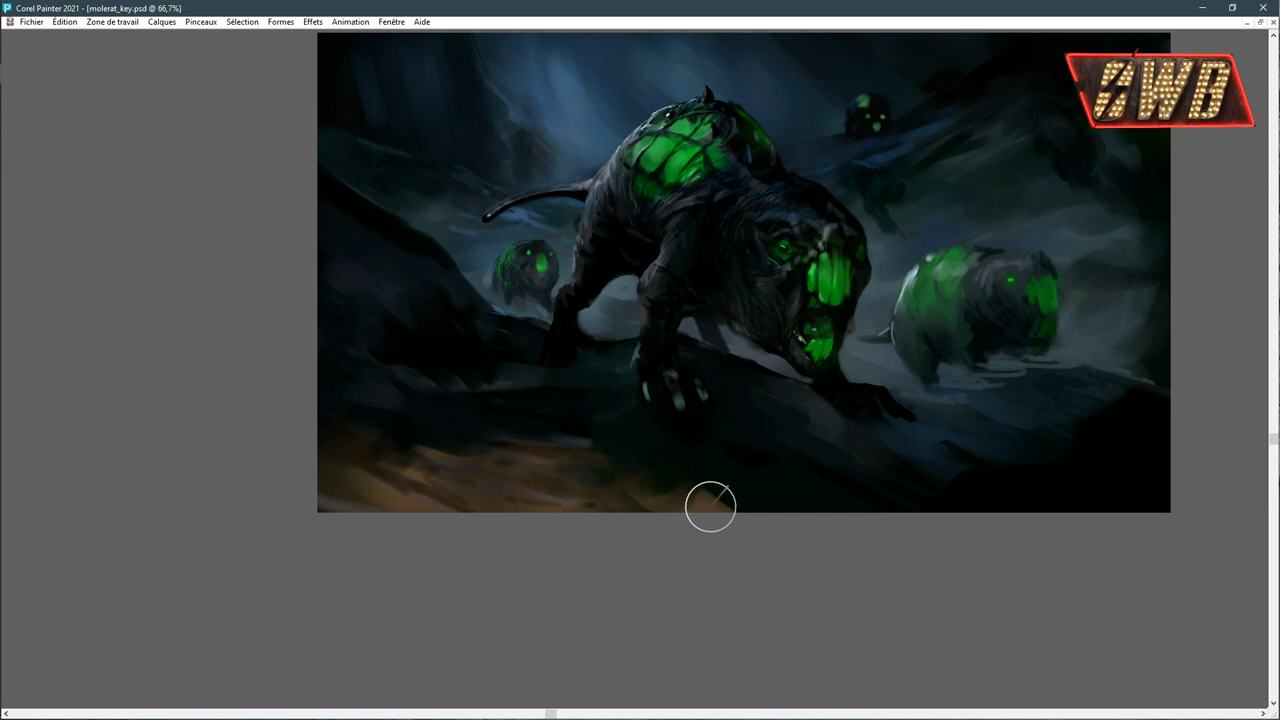 Corel Painter 2021 - [molerat_key.psd @ 66,7%]
Fichier Édition Zone de travail Calques Pinceaux Sélection Formes Effets Animation Fenêtre Aide
ØWB